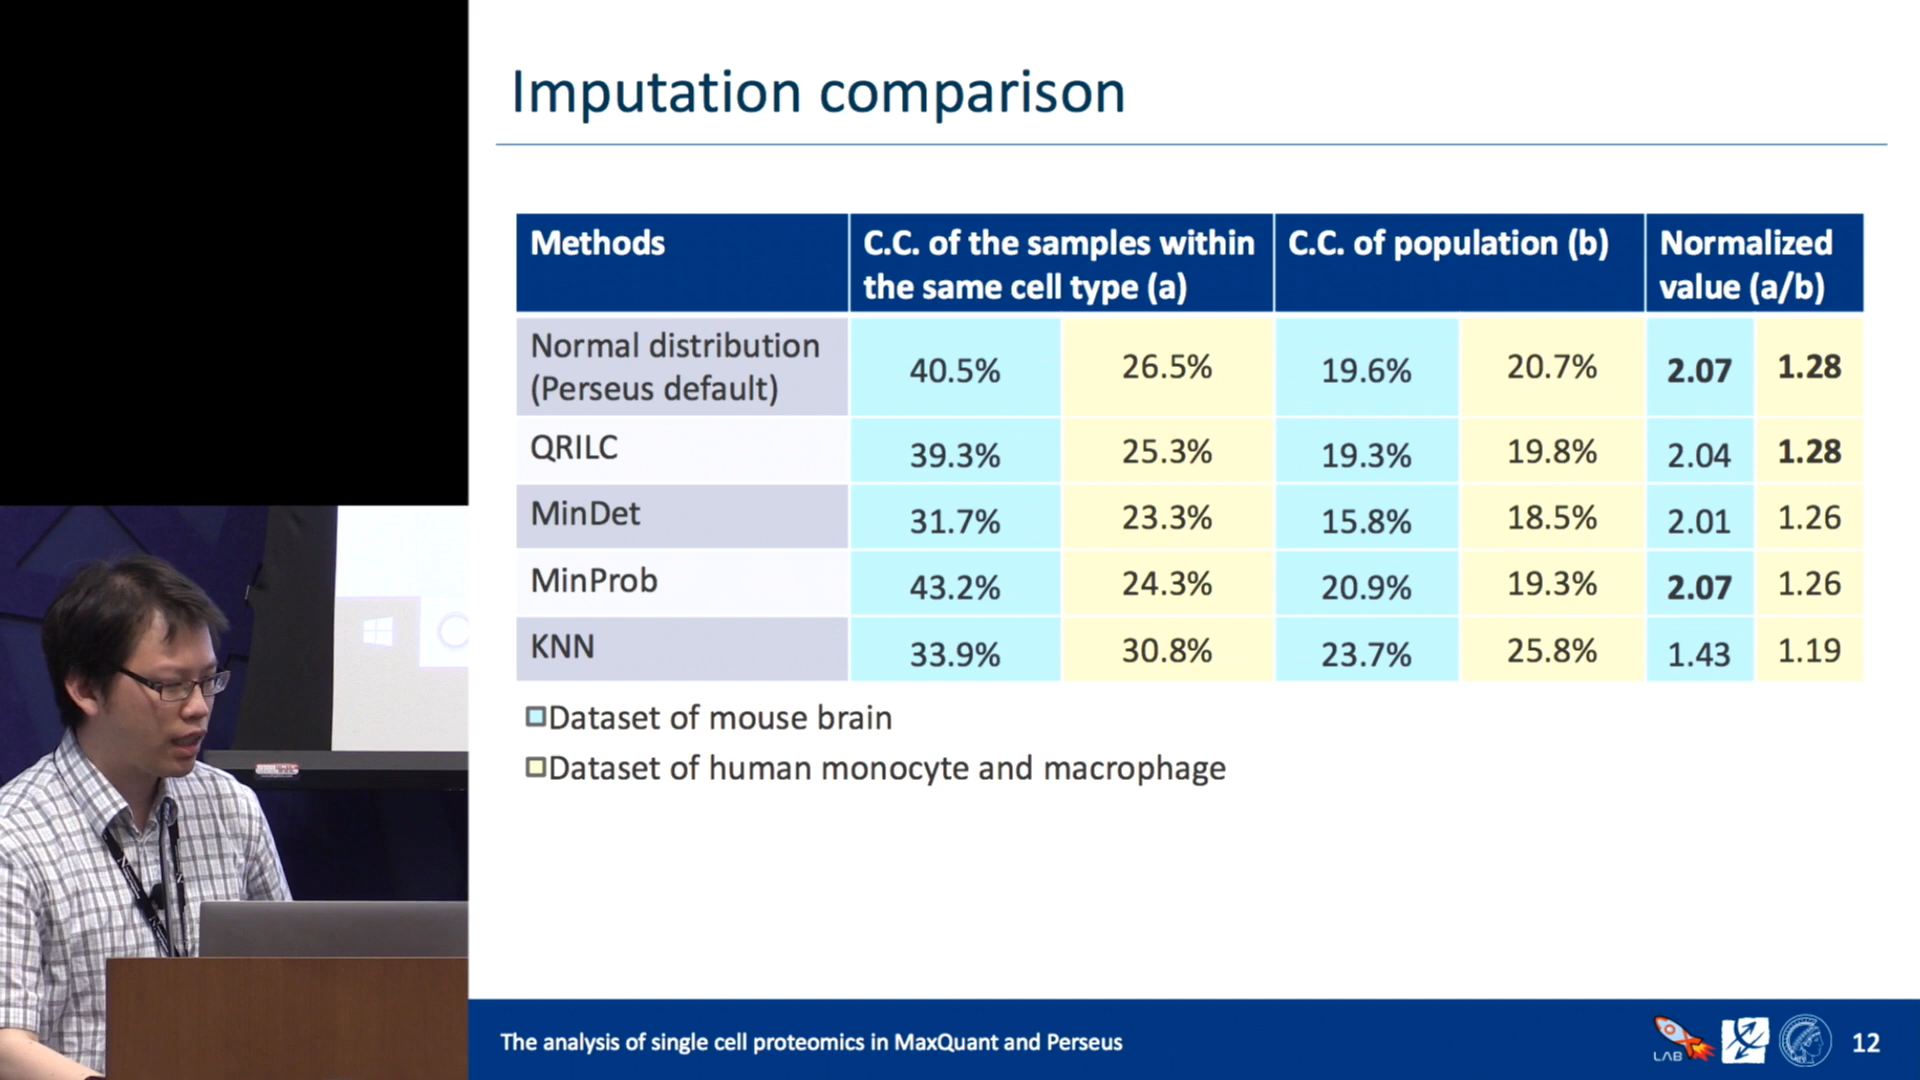 Imputation comparison
Methods
C.C. of the samples within
the same cell type (a)
C.C. of population (b)
Normalized
value (a/b)
Normal distribution
(Perseus default)
40.5%
26.5%
19.6%
20.7%
2.07
1.28
QRILC
39.3%
25.3%
19.3%
19.8%
2.04
1.28
MinDet
31.7%
23.3%
15.8%
18.5%
2.01
1.26
MinProb
43.2%
24.3%
20.9%
19.3%
2.07
1.26
KNN
33.9%
30.8%
23.7%
25.8%
1.43
1.19
Dataset of mouse brain
Dataset of human monocyte and macrophage
The analysis of single cell proteomics in MaxQuant and Perseus
LAB
12